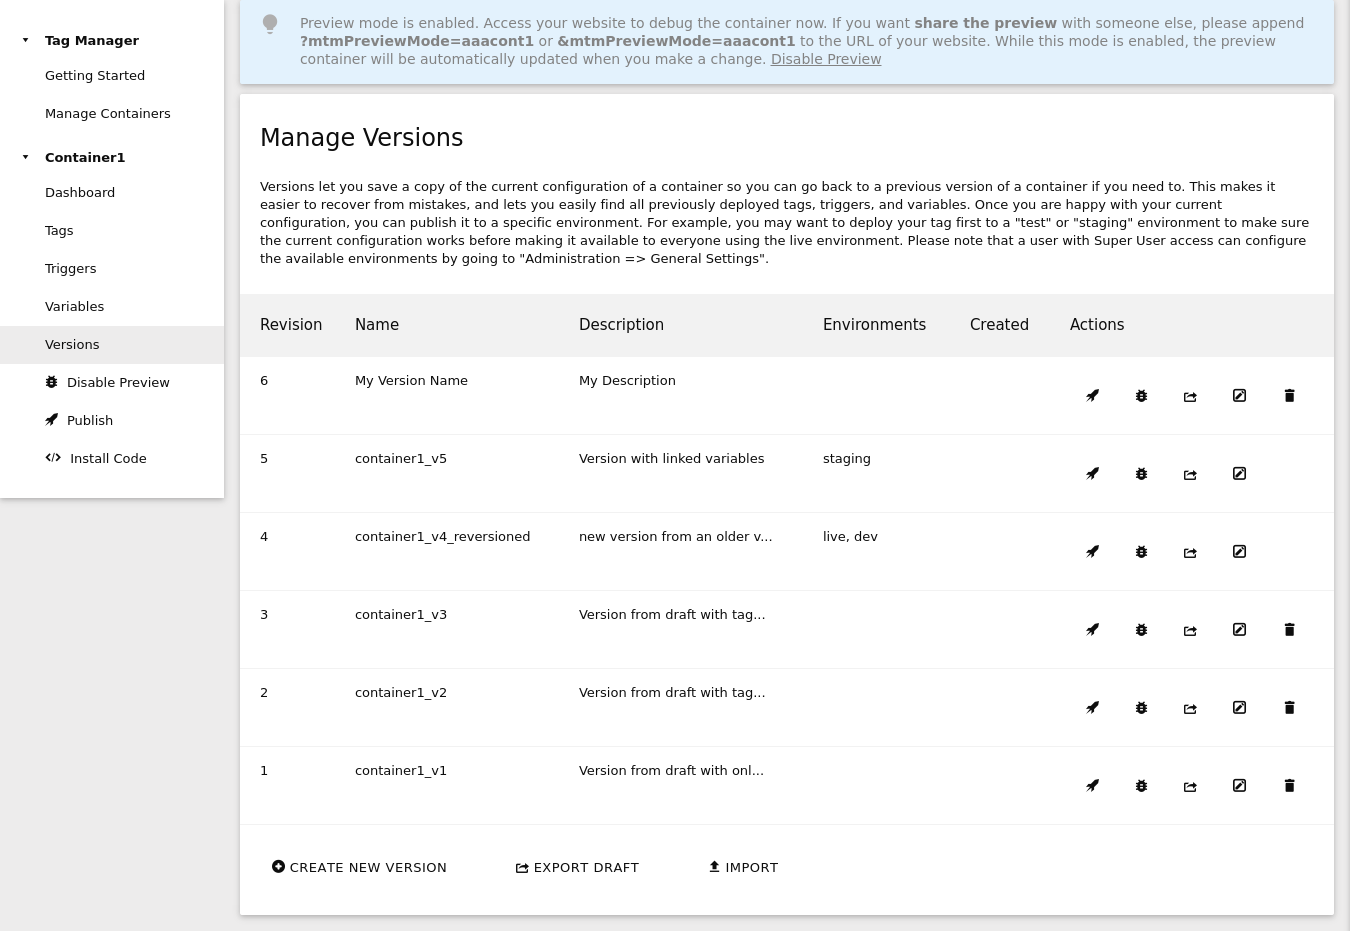 Tag Manager
Getting Started
Manage Containers
Container1
Dashboard
Tags
Triggers
Variables
Versions
Disable Preview
Publish
Install Code
Preview mode is enabled. Access your website to debug the container now. If you want share the preview with someone else, please append
?mtmPreviewMode=aaacont1 or &mtmPreviewMode=aaacont1 to the URL of your website. While this mode is enabled, the preview
container will be automatically updated when you make a change. Disable Preview
Manage Versions
Versions let you save a copy of the current configuration of a container so you can go back to a previous version of a container if you need to. This makes it
easier to recover from mistakes, and lets you easily find all previously deployed tags, triggers, and variables. Once you are happy with your current
configuration, you can publish it to a specific environment. For example, you may want to deploy your tag first to a "test" or "staging" environment to make sure
the current configuration works before making it available to everyone using the live environment. Please note that a user with Super User access can configure
the available environments by going to "Administration => General Settings".
Revision Name Description Environments Created Actions
6 My Version Name My Description
5 container1_v5 Version with linked variables staging
4 container1_v4_reversioned new version from an older v... live, dev
3 container1_v3 Version from draft with tag...
2 container1_v2 Version from draft with tag...
1 container1_v1 Version from draft with onl...
CREATE NEW VERSION EXPORT DRAFT IMPORT